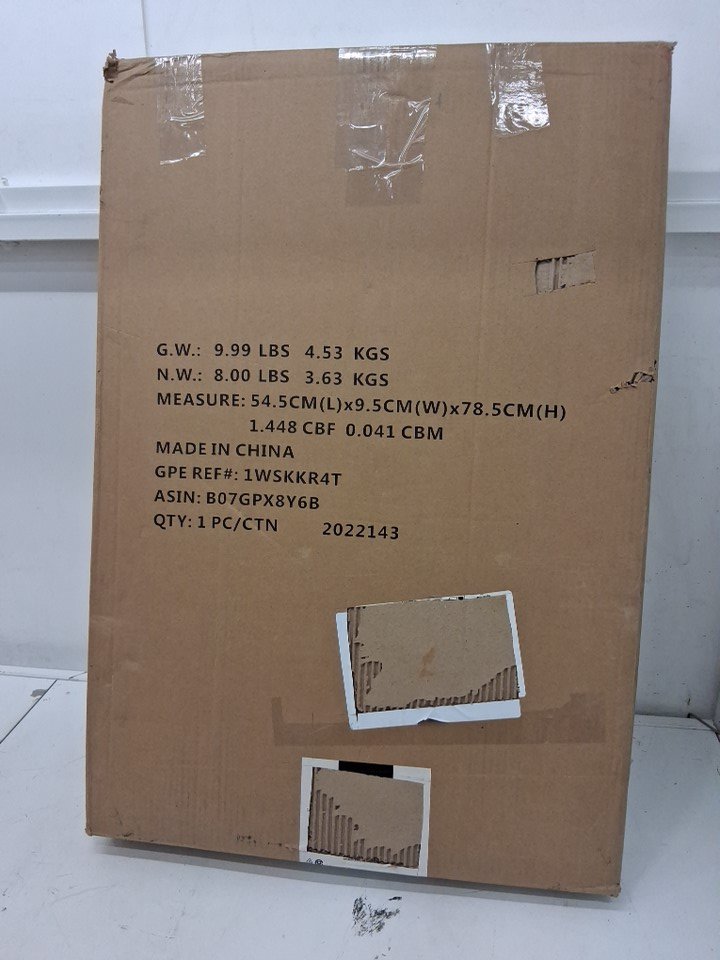 G.W.: 9.99 LBS 4.53 KGS
N.W.: 8.00 LBS 3.63 KGS
MEASURE: 54.5CM(L)x9.5CM(W)x78.5CM(H)
1.448 CBF 0.041 CBM
MADE IN CHINA
GPE REF#: 1WSKKR4T
ASIN: B07GPX8Y6B
QTY: 1 PC/CTN 2022143